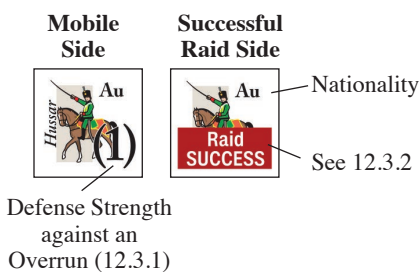 Mobile Side
Successful Raid Side
Au
Hussar
(1)
Au
Raid
SUCCESS
Nationality
See 12.3.2
Defense Strength
against an
Overrun (12.3.1)